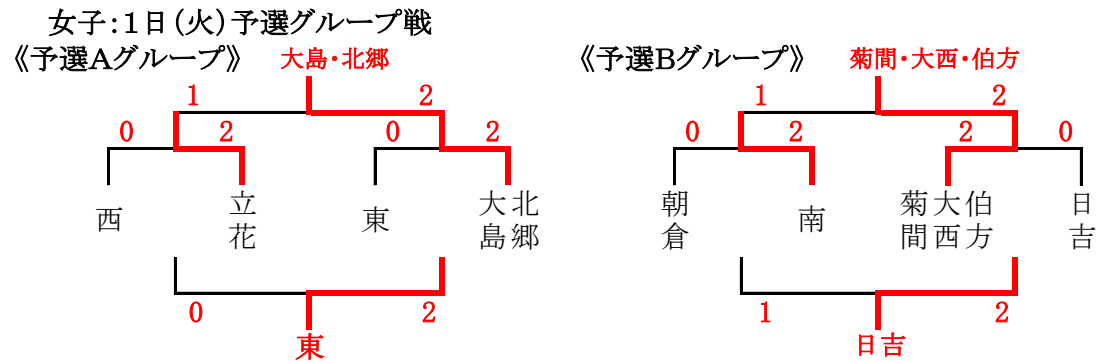 女子：1日（火）予選グループ戦
《予選Aグループ》
大島・北郷
1 2
0 2 0 2
西
立花
東
大島
北郷
0 2
東
《予選Bグループ》
菊間・大西・伯方
1 2
0 2 2 0
朝倉
南
菊間
大西
伯方
日吉
1 2
日吉